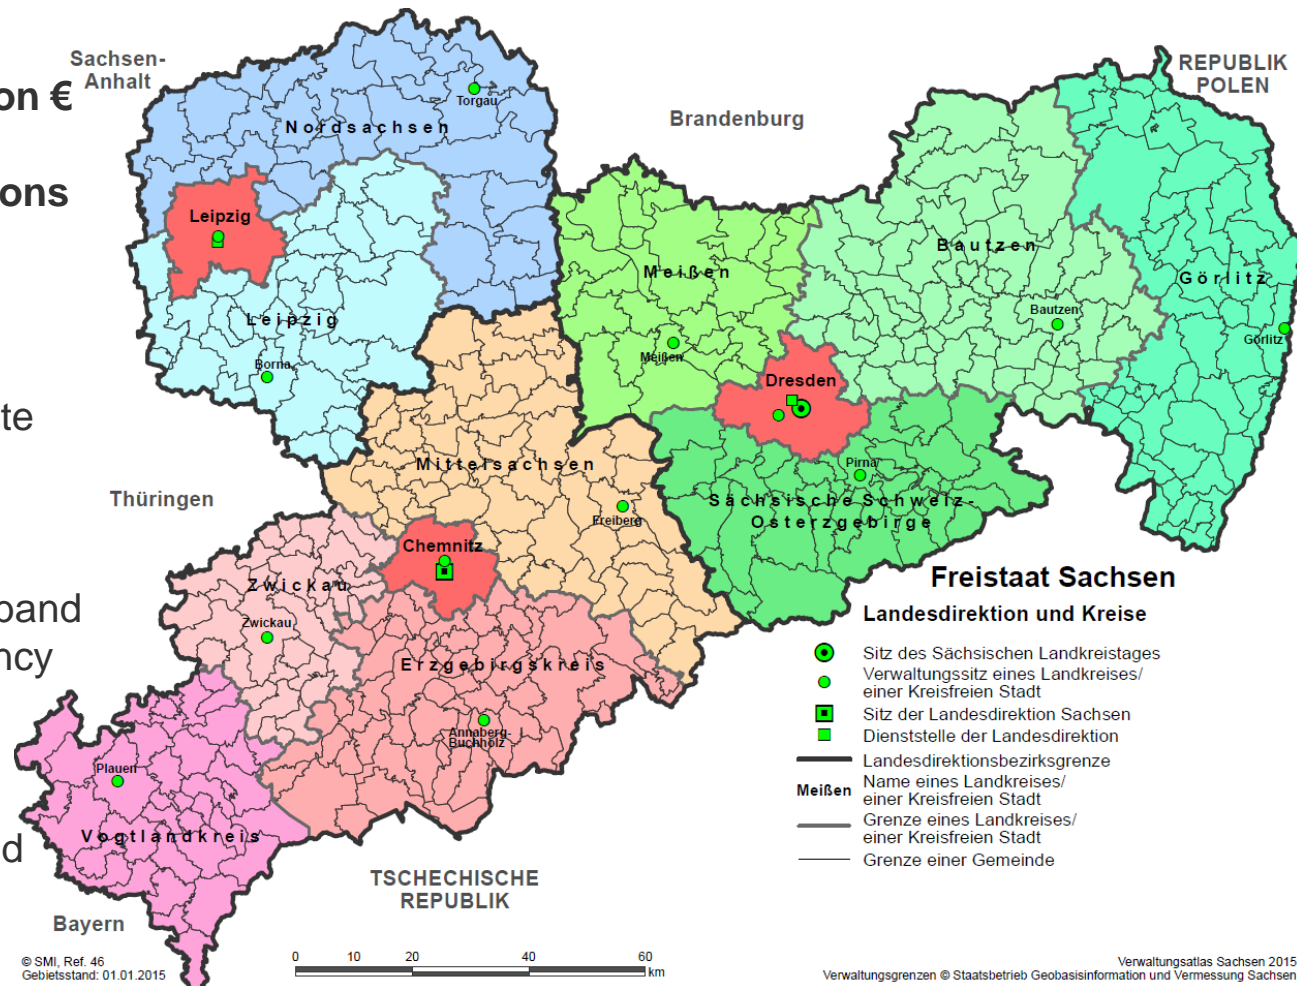 on €
ons
te
band
ncy
d
Sachsen-
Anhalt
Brandenburg
REPUBLIK
POLEN
Thüringen
TSCHECHISCHE
REPUBLIK
Bayern
Torgau
Nordsachsen
Leipzig
Leipzig
Borna
Meißen
Meißen
Bautzen
Bautzen
Görlitz
Görlitz
Dresden
Pirna
Sächsische Schweiz-
Osterzgebirge
Mittelsachsen
Freiberg
Chemnitz
Zwickau
Zwickau
Erzgebirgskreis
Annaberg-
Buchholz
Plauen
Vogtlandkreis
Freistaat Sachsen
Landesdirektion und Kreise
Sitz des Sächsischen Landkreistages
Verwaltungssitz eines Landkreises/
einer Kreisfreien Stadt
Sitz der Landesdirektion Sachsen
Dienststelle der Landesdirektion
Landesdirektionsbezirksgrenze
Meißen Name eines Landkreises/
einer Kreisfreien Stadt
Grenze eines Landkreises/
einer Kreisfreien Stadt
Grenze einer Gemeinde
© SMI, Ref. 46
Gebietsstand: 01.01.2015
0 10 20 40 60
km
Verwaltungsatlas Sachsen 2015
Verwaltungsgrenzen © Staatsbetrieb Geobasisinformation und Vermessung Sachsen